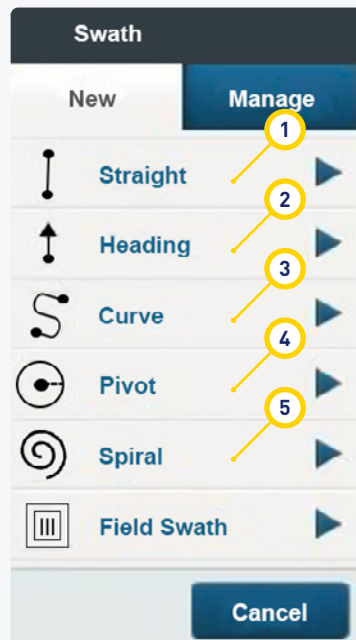 Swath
New Manage
1
Straight
2
Heading
3
Curve
4
Pivot
5
Spiral
Field Swath
Cancel